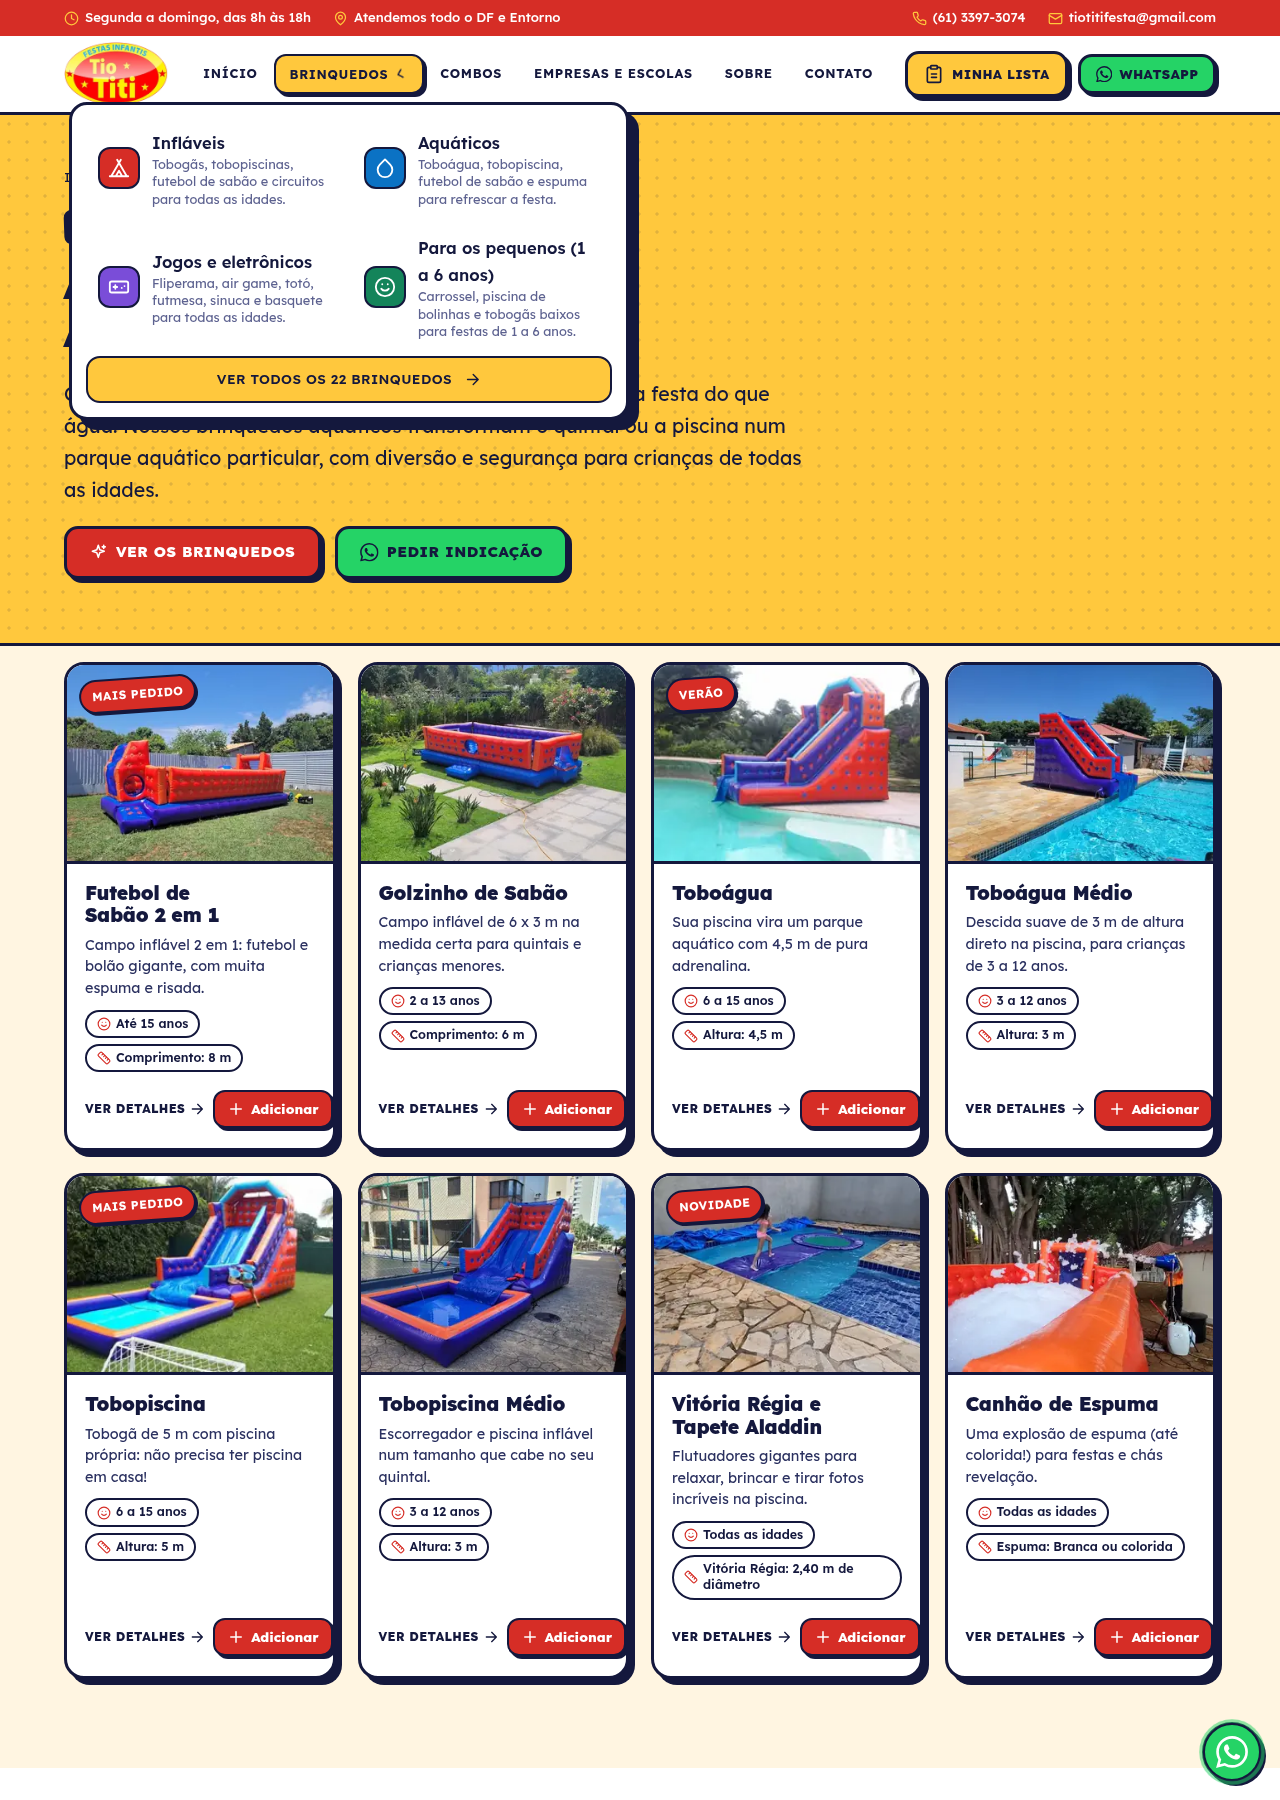 Segunda a domingo, das 8h às 18h
Atendemos todo o DF e Entorno
(61) 3397-3074
tiotitifesta@gmail.com
FESTAS INFANTIS
Tio
Titi
INÍCIO
BRINQUEDOS
COMBOS
EMPRESAS E ESCOLAS
SOBRE
CONTATO
MINHA LISTA
WHATSAPP
Infláveis
Tobogãs, tobopiscinas,
futebol de sabão e circuitos
para todas as idades.
Aquáticos
Toboágua, tobopiscina,
futebol de sabão e espuma
para refrescar a festa.
Jogos e eletrônicos
Fliperama, air game, totó,
futmesa, sinuca e basquete
para todas as idades.
Para os pequenos (1
a 6 anos)
Carrossel, piscina de
bolinhas e tobogãs baixos
para festas de 1 a 6 anos.
VER TODOS OS 22 BRINQUEDOS
festa do que
água! Nossos brinquedos aquáticos transformam o quintal ou a piscina num
parque aquático particular, com diversão e segurança para crianças de todas
as idades.
VER OS BRINQUEDOS
PEDIR INDICAÇÃO
MAIS PEDIDO
Futebol de
Sabão 2 em 1
Campo inflável 2 em 1: futebol e
bolão gigante, com muita
espuma e risada.
Até 15 anos
Comprimento: 8 m
VER DETALHES
Adicionar
Golzinho de Sabão
Campo inflável de 6 x 3 m na
medida certa para quintais e
crianças menores.
2 a 13 anos
Comprimento: 6 m
VER DETALHES
Adicionar
VERÃO
Toboágua
Sua piscina vira um parque
aquático com 4,5 m de pura
adrenalina.
6 a 15 anos
Altura: 4,5 m
VER DETALHES
Adicionar
Toboágua Médio
Descida suave de 3 m de altura
direto na piscina, para crianças
de 3 a 12 anos.
3 a 12 anos
Altura: 3 m
VER DETALHES
Adicionar
MAIS PEDIDO
Tobopiscina
Tobogã de 5 m com piscina
própria: não precisa ter piscina
em casa!
6 a 15 anos
Altura: 5 m
VER DETALHES
Adicionar
Tobopiscina Médio
Escorregador e piscina inflável
num tamanho que cabe no seu
quintal.
3 a 12 anos
Altura: 3 m
VER DETALHES
Adicionar
NOVIDADE
Vitória Régia e
Tapete Aladdin
Flutuadores gigantes para
relaxar, brincar e tirar fotos
incríveis na piscina.
Todas as idades
Vitória Régia: 2,40 m de
diâmetro
VER DETALHES
Adicionar
Canhão de Espuma
Uma explosão de espuma (até
colorida!) para festas e chás
revelação.
Todas as idades
Espuma: Branca ou colorida
VER DETALHES
Adicionar